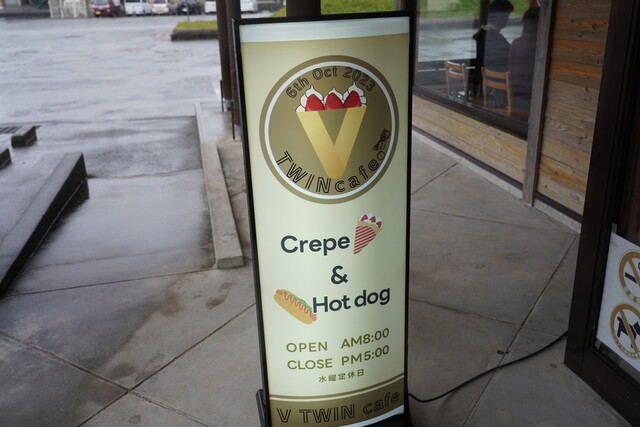 6th Oct 2023
V
TWINcafe
Crepe
&
Hot dog
OPEN AM8:00
CLOSE PM5:00
水曜定休日
V TWIN cafe